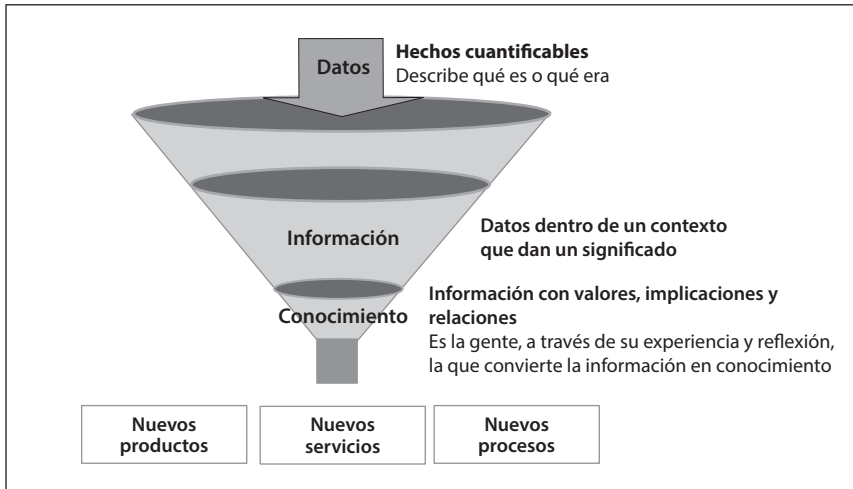 Datos
Hechos cuantificables
Describe qué es o qué era
Información
Datos dentro de un contexto
que dan un significado
Conocimiento
Información con valores, implicaciones y
relaciones
Es la gente, a través de su experiencia y reflexión,
la que convierte la información en conocimiento
Nuevos
productos
Nuevos
servicios
Nuevos
procesos